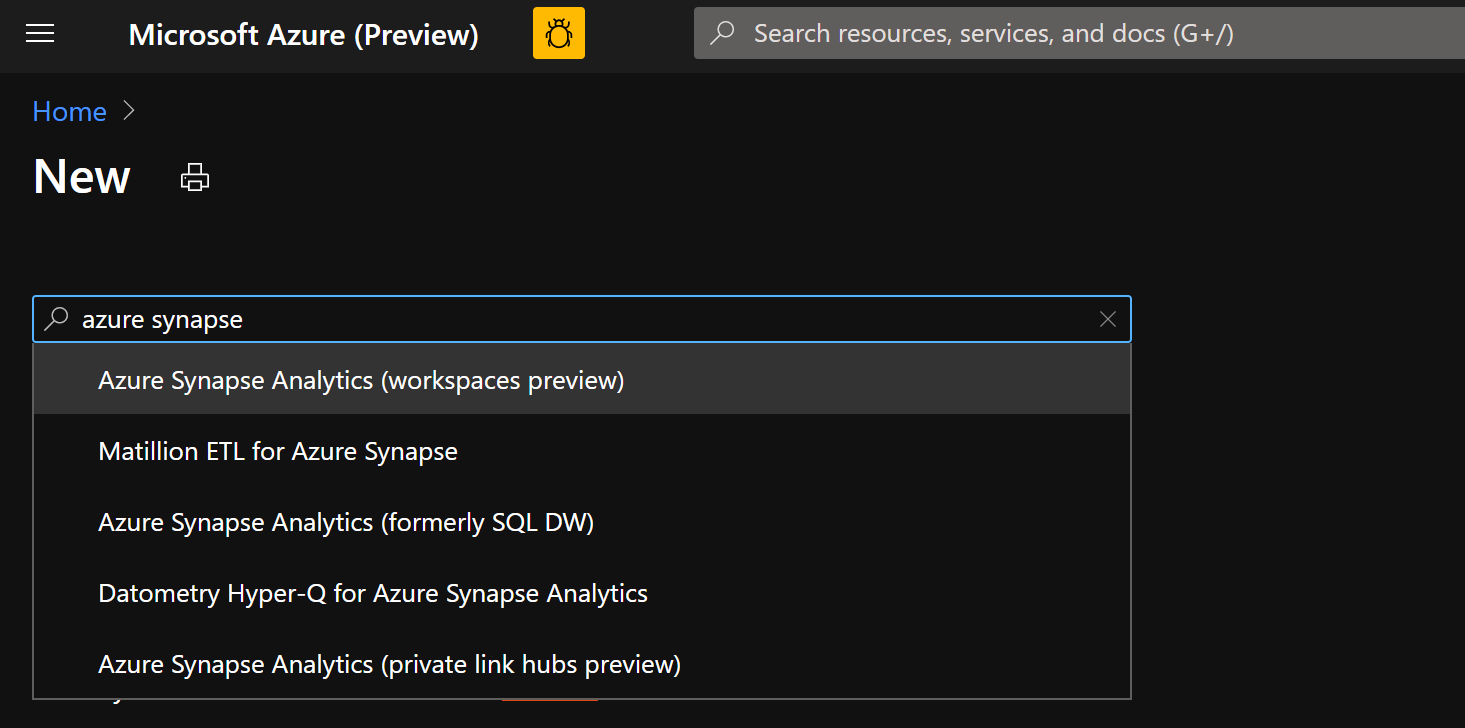 Microsoft Azure (Preview)
Search resources, services, and docs (G+/)
Home
New
azure synapse
Azure Synapse Analytics (workspaces preview)
Matillion ETL for Azure Synapse
Azure Synapse Analytics (formerly SQL DW)
Datometry Hyper-Q for Azure Synapse Analytics
Azure Synapse Analytics (private link hubs preview)